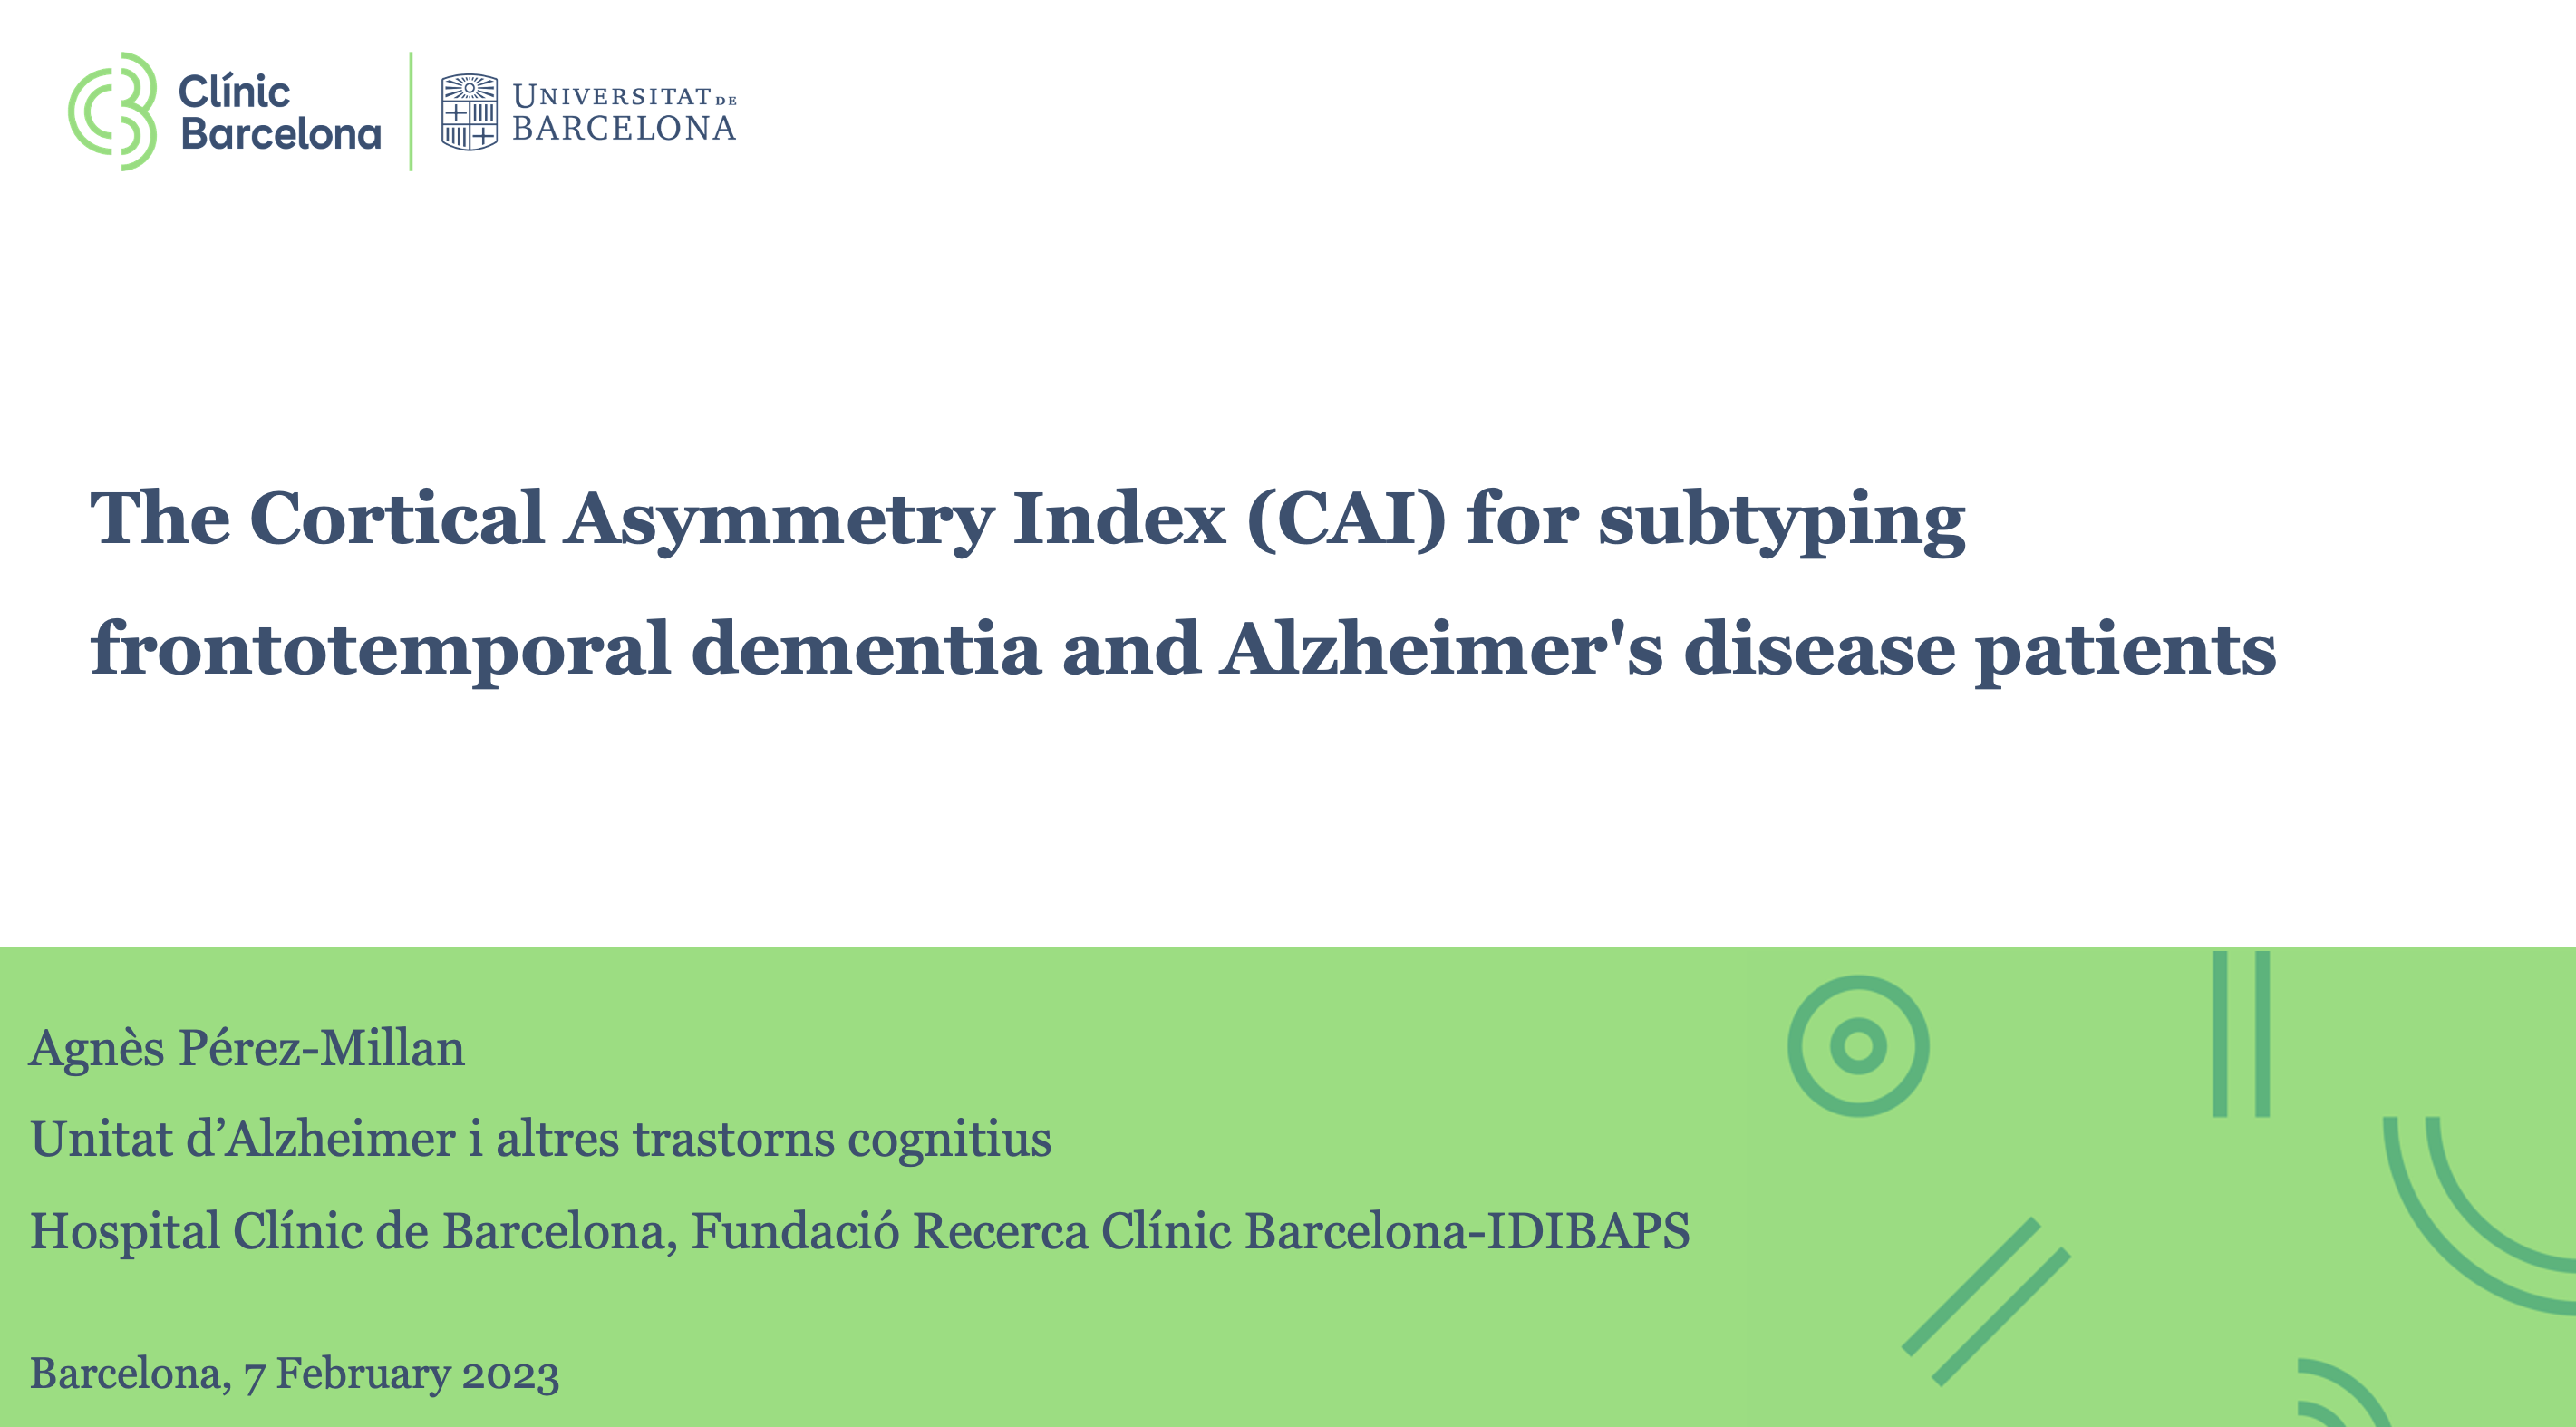 Clínic
Barcelona
UNIVERSITAT DE
BARCELONA
The Cortical Asymmetry Index (CAI) for subtyping
frontotemporal dementia and Alzheimer's disease patients
Agnès Pérez-Millan
Unitat d’Alzheimer i altres trastorns cognitius
Hospital Clínic de Barcelona, Fundació Recerca Clínic Barcelona-IDIBAPS
Barcelona, 7 February 2023